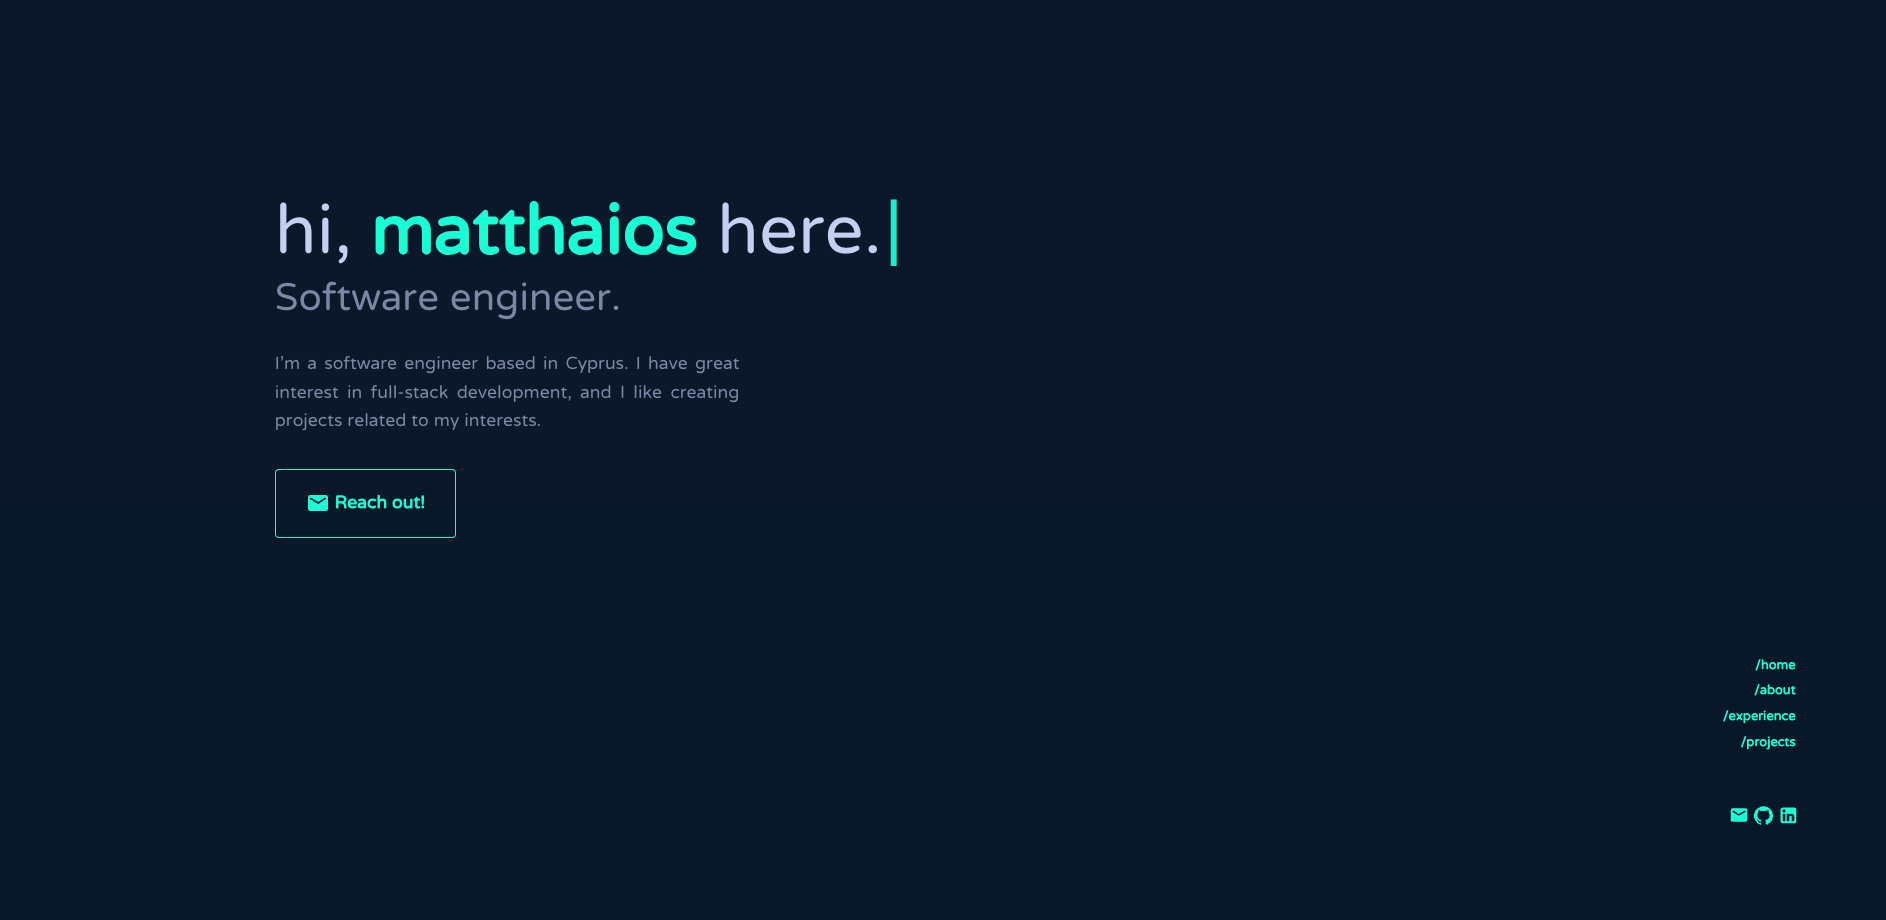 hi, matthaios here.
Software engineer.
I'm a software engineer based in Cyprus. I have great
interest in full-stack development, and I like creating
projects related to my interests.
Reach out!
/home
/about
/experience
/projects